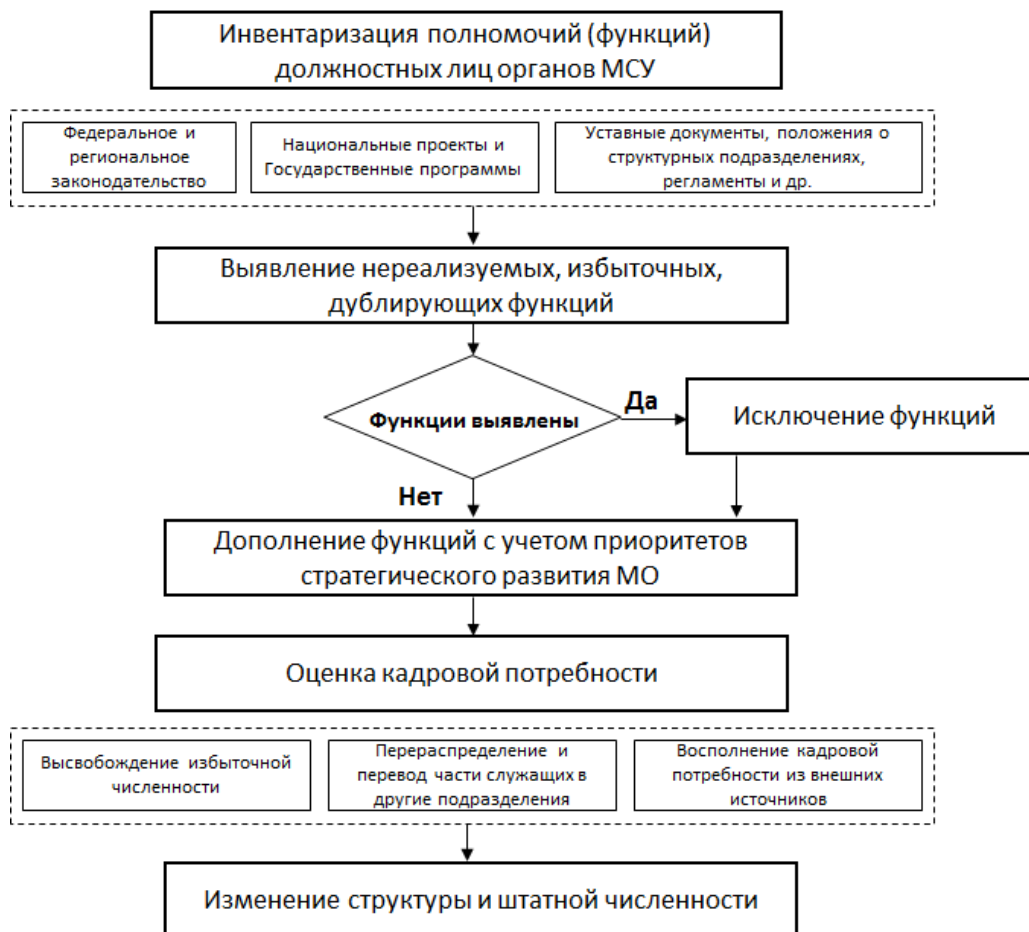 Инвентаризация полномочий (функций)
должностных лиц органов МСУ
Федеральное и
региональное
законодательство
Национальные проекты и
Государственные программы
Уставные документы, положения о
структурных подразделениях,
регламенты и др.
Выявление нереализуемых, избыточных,
дублирующих функций
Функции выявлены
Да
Исключение функций
Нет
Дополнение функций с учетом приоритетов
стратегического развития МО
Оценка кадровой потребности
Высвобождение избыточной
численности
Перераспределение и
перевод части служащих в
другие подразделения
Восполнение кадровой
потребности из внешних
источников
Изменение структуры и штатной численности